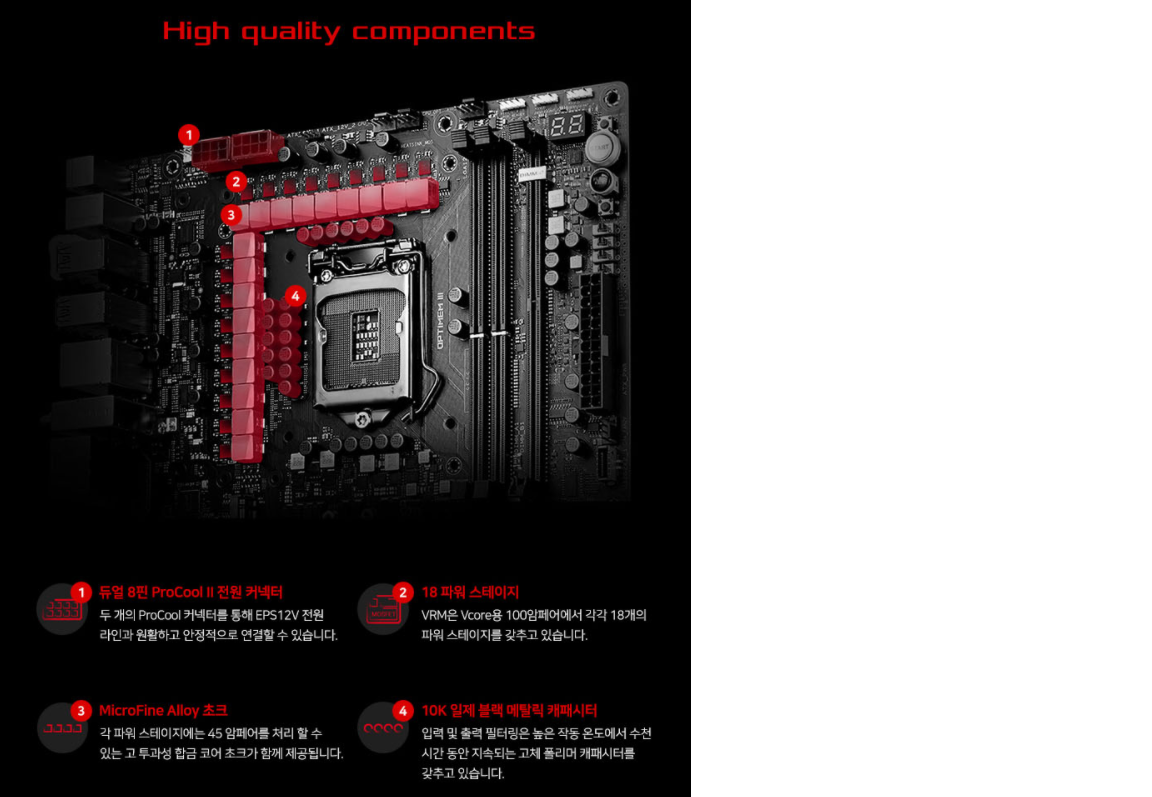 High quality components
1
ATX_12V_2
2
3
4
START
OPTIMEM III
1 듀얼 8핀 ProCool II 전원 커넥터
두 개의 ProCool 커넥터를 통해 EPS12V 전원
라인과 원활하고 안정적으로 연결할 수 있습니다.
2 18 파워 스테이지
MOSFET
VRM은 Vcore용 100암페어에서 각각 18개의
파워 스테이지를 갖추고 있습니다.
3 MicroFine Alloy 초크
각 파워 스테이지에는 45 암페어를 처리 할 수
있는 고 투과성 합금 코어 초크가 함께 제공됩니다.
4 10K 일제 블랙 메탈릭 캐패시터
입력 및 출력 필터링은 높은 작동 온도에서 수천
시간 동안 지속되는 고체 폴리머 캐패시터를
갖추고 있습니다.